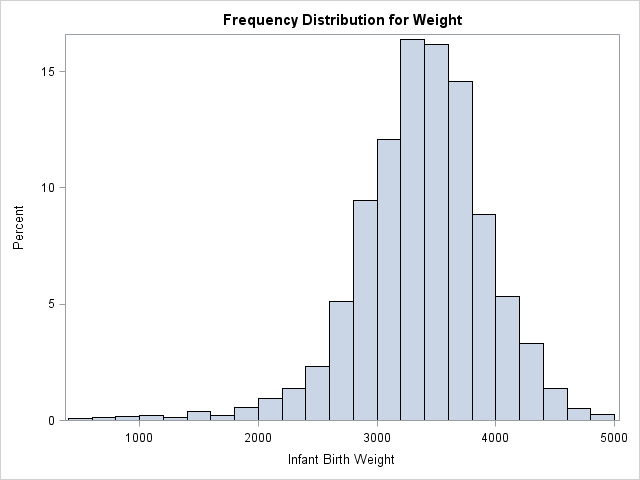 Frequency Distribution for Weight
15
10
5
0
Percent
1000 2000 3000 4000 5000
Infant Birth Weight